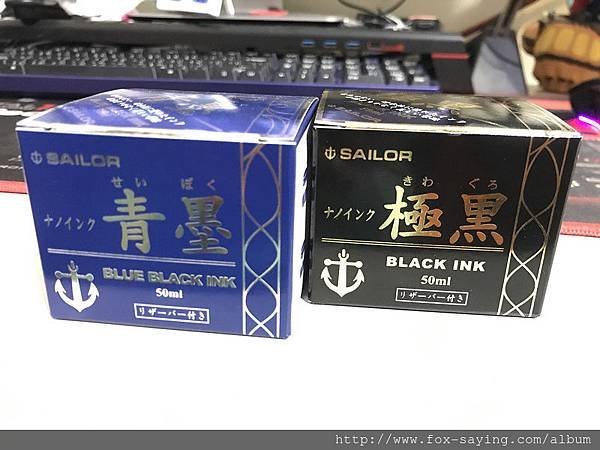 SAILOR
せい ぼく
ナノインク 青墨
BLUE BLACK INK
50ml
リザーバー付き
SAILOR
きわ ぐろ
ナノインク 極黒
BLACK INK
50ml
リザーバー付き
http://www.fox-saying.com/album